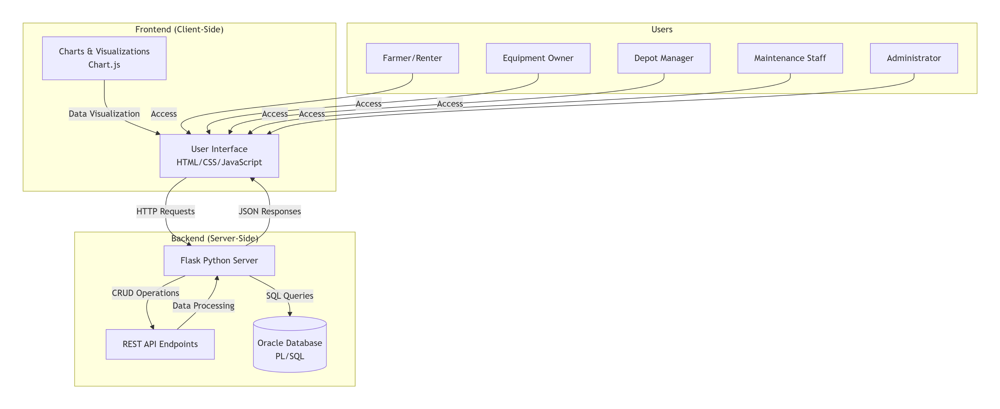 Frontend (Client-Side)
Charts & Visualizations
Chart.js
Users
Farmer/Renter
Equipment Owner
Depot Manager
Maintenance Staff
Administrator
Data Visualization
Access
Access
Access
Access
Access
User Interface
HTML/CSS/JavaScript
HTTP Requests
JSON Responses
Backend (Server-Side)
Flask Python Server
CRUD Operations
Data Processing
SQL Queries
REST API Endpoints
Oracle Database
PL/SQL